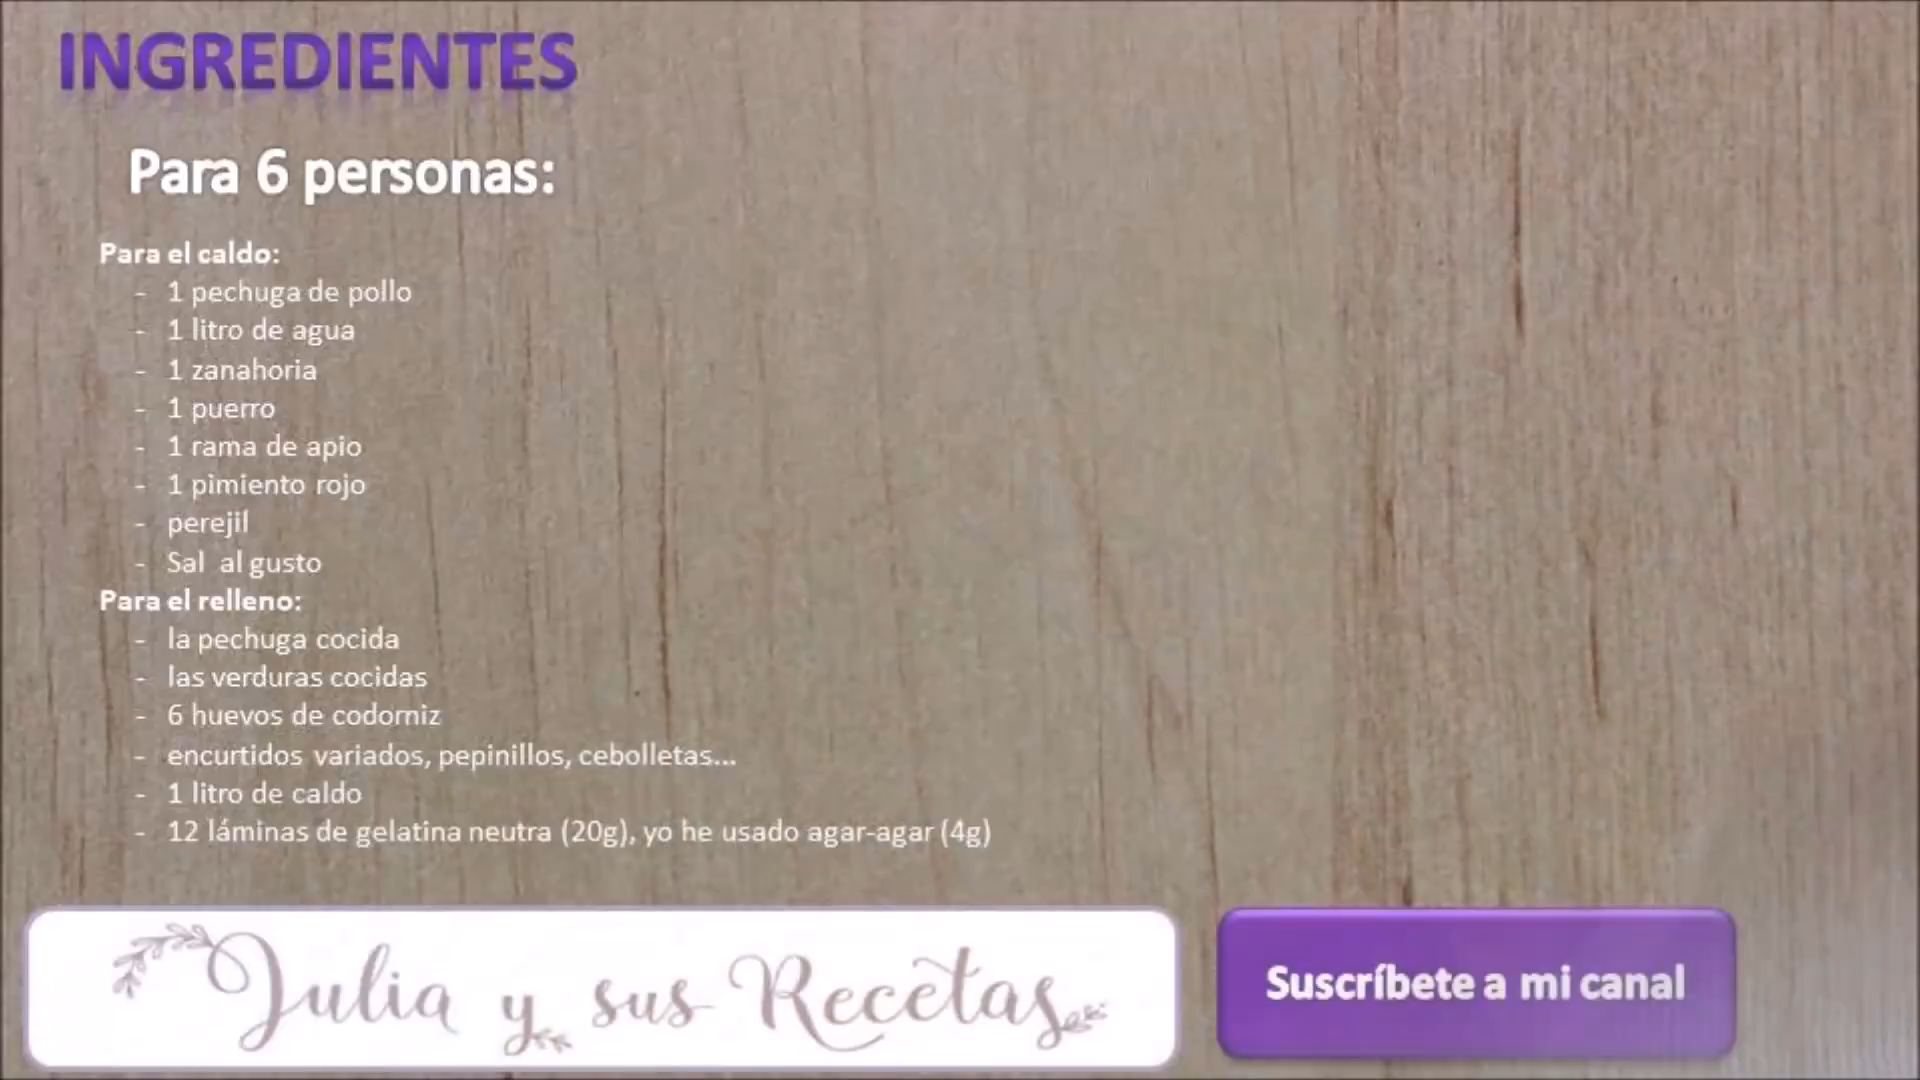 INGREDIENTES
Para 6 personas:
Para el caldo:
- 1 pechuga de pollo
- 1 litro de agua
- 1 zanahoria
- 1 puerro
- 1 rama de apio
- 1 pimiento rojo
- perejil
- Sal al gusto
Para el relleno:
- la pechuga cocida
- las verduras cocidas
- 6 huevos de codorniz
- encurtidos variados, pepinillos, cebolletas...
- 1 litro de caldo
- 12 láminas de gelatina neutra (20g), yo he usado agar-agar (4g)
Julia y sus Recetas
Suscríbete a mi canal